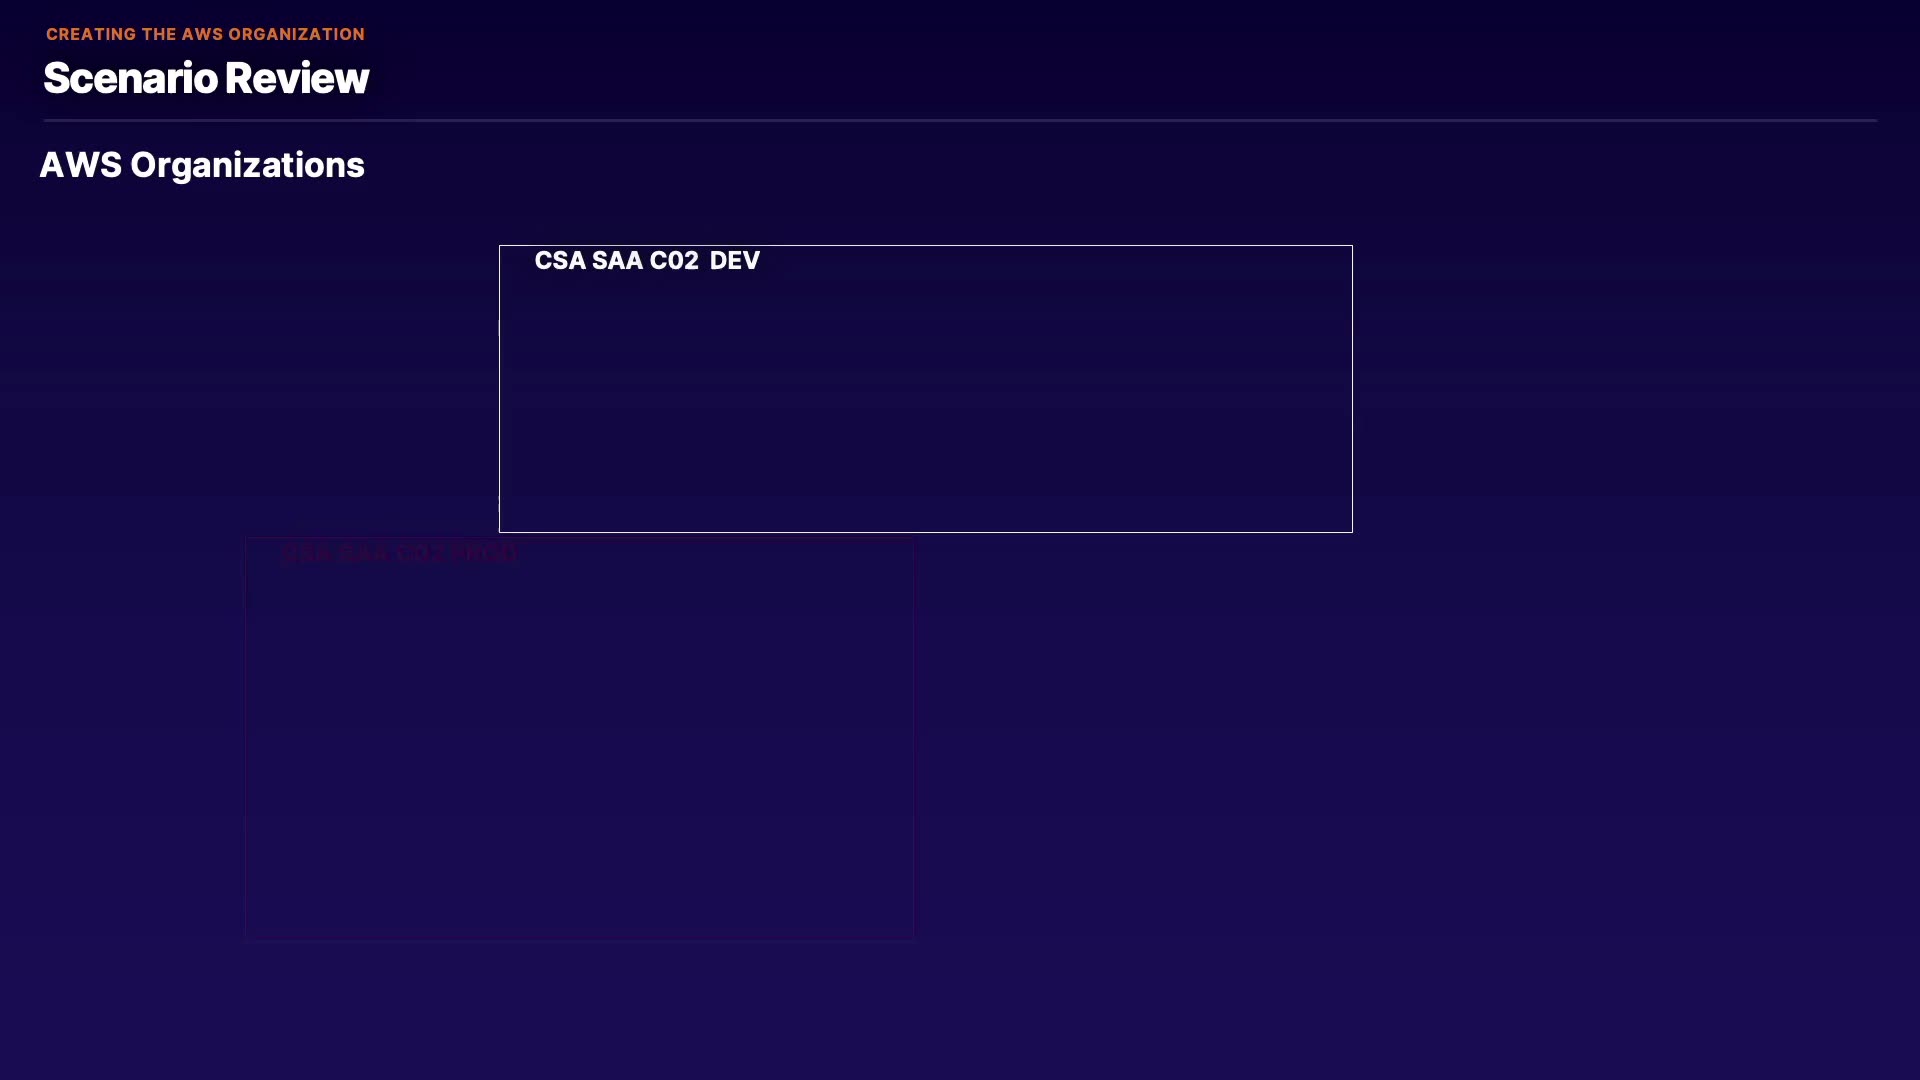 CREATING THE AWS ORGANIZATION
Scenario Review
AWS Organizations
CSA SAA C02  DEV
CSA SAA C02 PROD